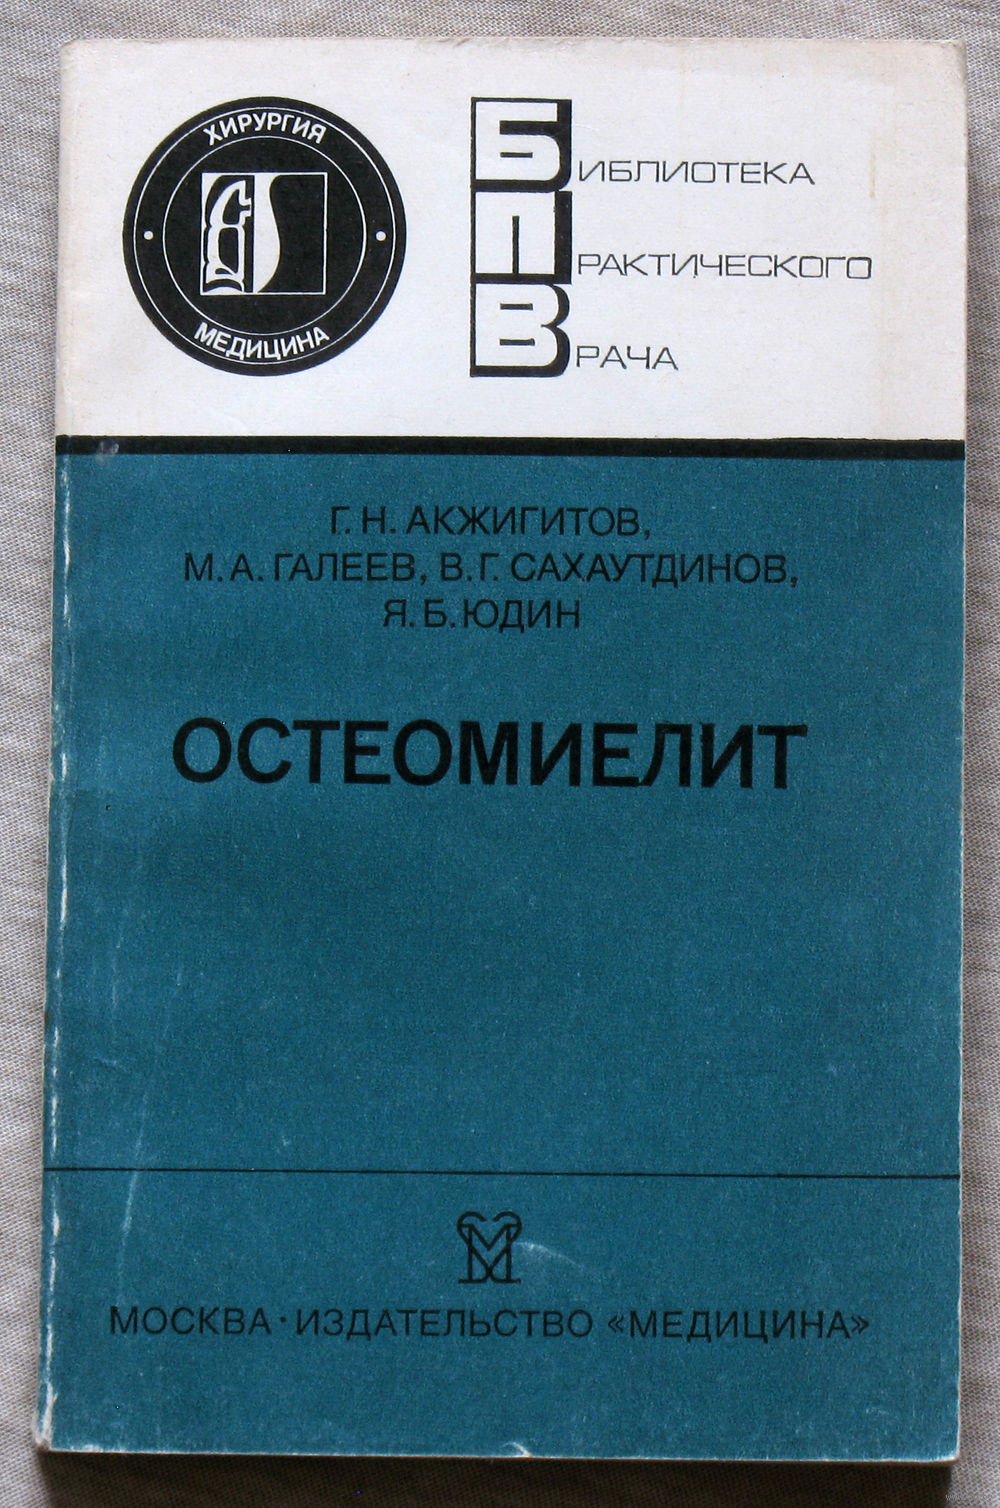 ХИРУРГИЯ
МЕДИЦИНА
БИБЛИОТЕКА
ПРАКТИЧЕСКОГО
ВРАЧА
Г. Н. АКЖИГИТОВ,
М. А. ГАЛЕЕВ, В. Г. САХАУТДИНОВ,
Я. Б. ЮДИН
ОСТЕОМИЕЛИТ
МОСКВА · ИЗДАТЕЛЬСТВО «МЕДИЦИНА»